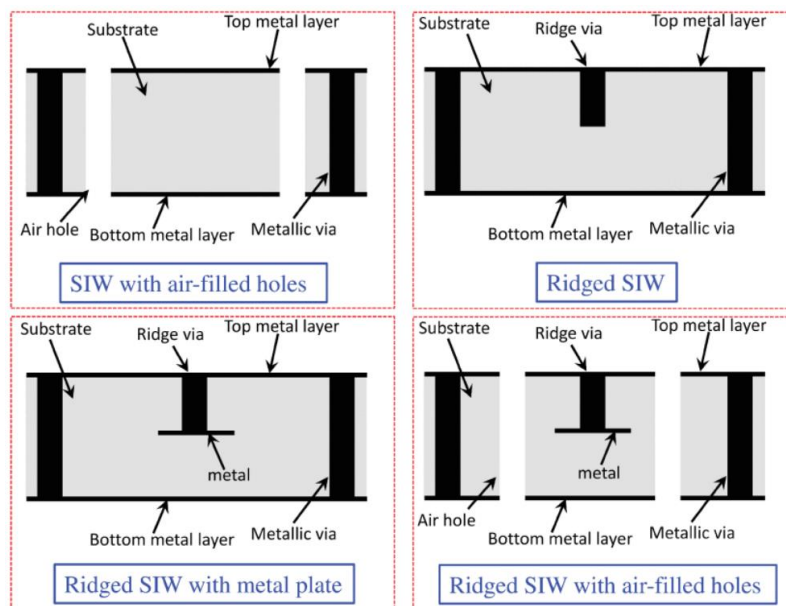 Substrate
Top metal layer
Air hole
Bottom metal layer
Metallic via
SIW with air-filled holes
Substrate
Ridge via
Top metal layer
Bottom metal layer
Metallic via
Ridged SIW
Substrate
Ridge via
Top metal layer
metal
Bottom metal layer
Metallic via
Ridged SIW with metal plate
Substrate
Ridge via
Top metal layer
metal
Air hole
Bottom metal layer
Metallic via
Ridged SIW with air-filled holes